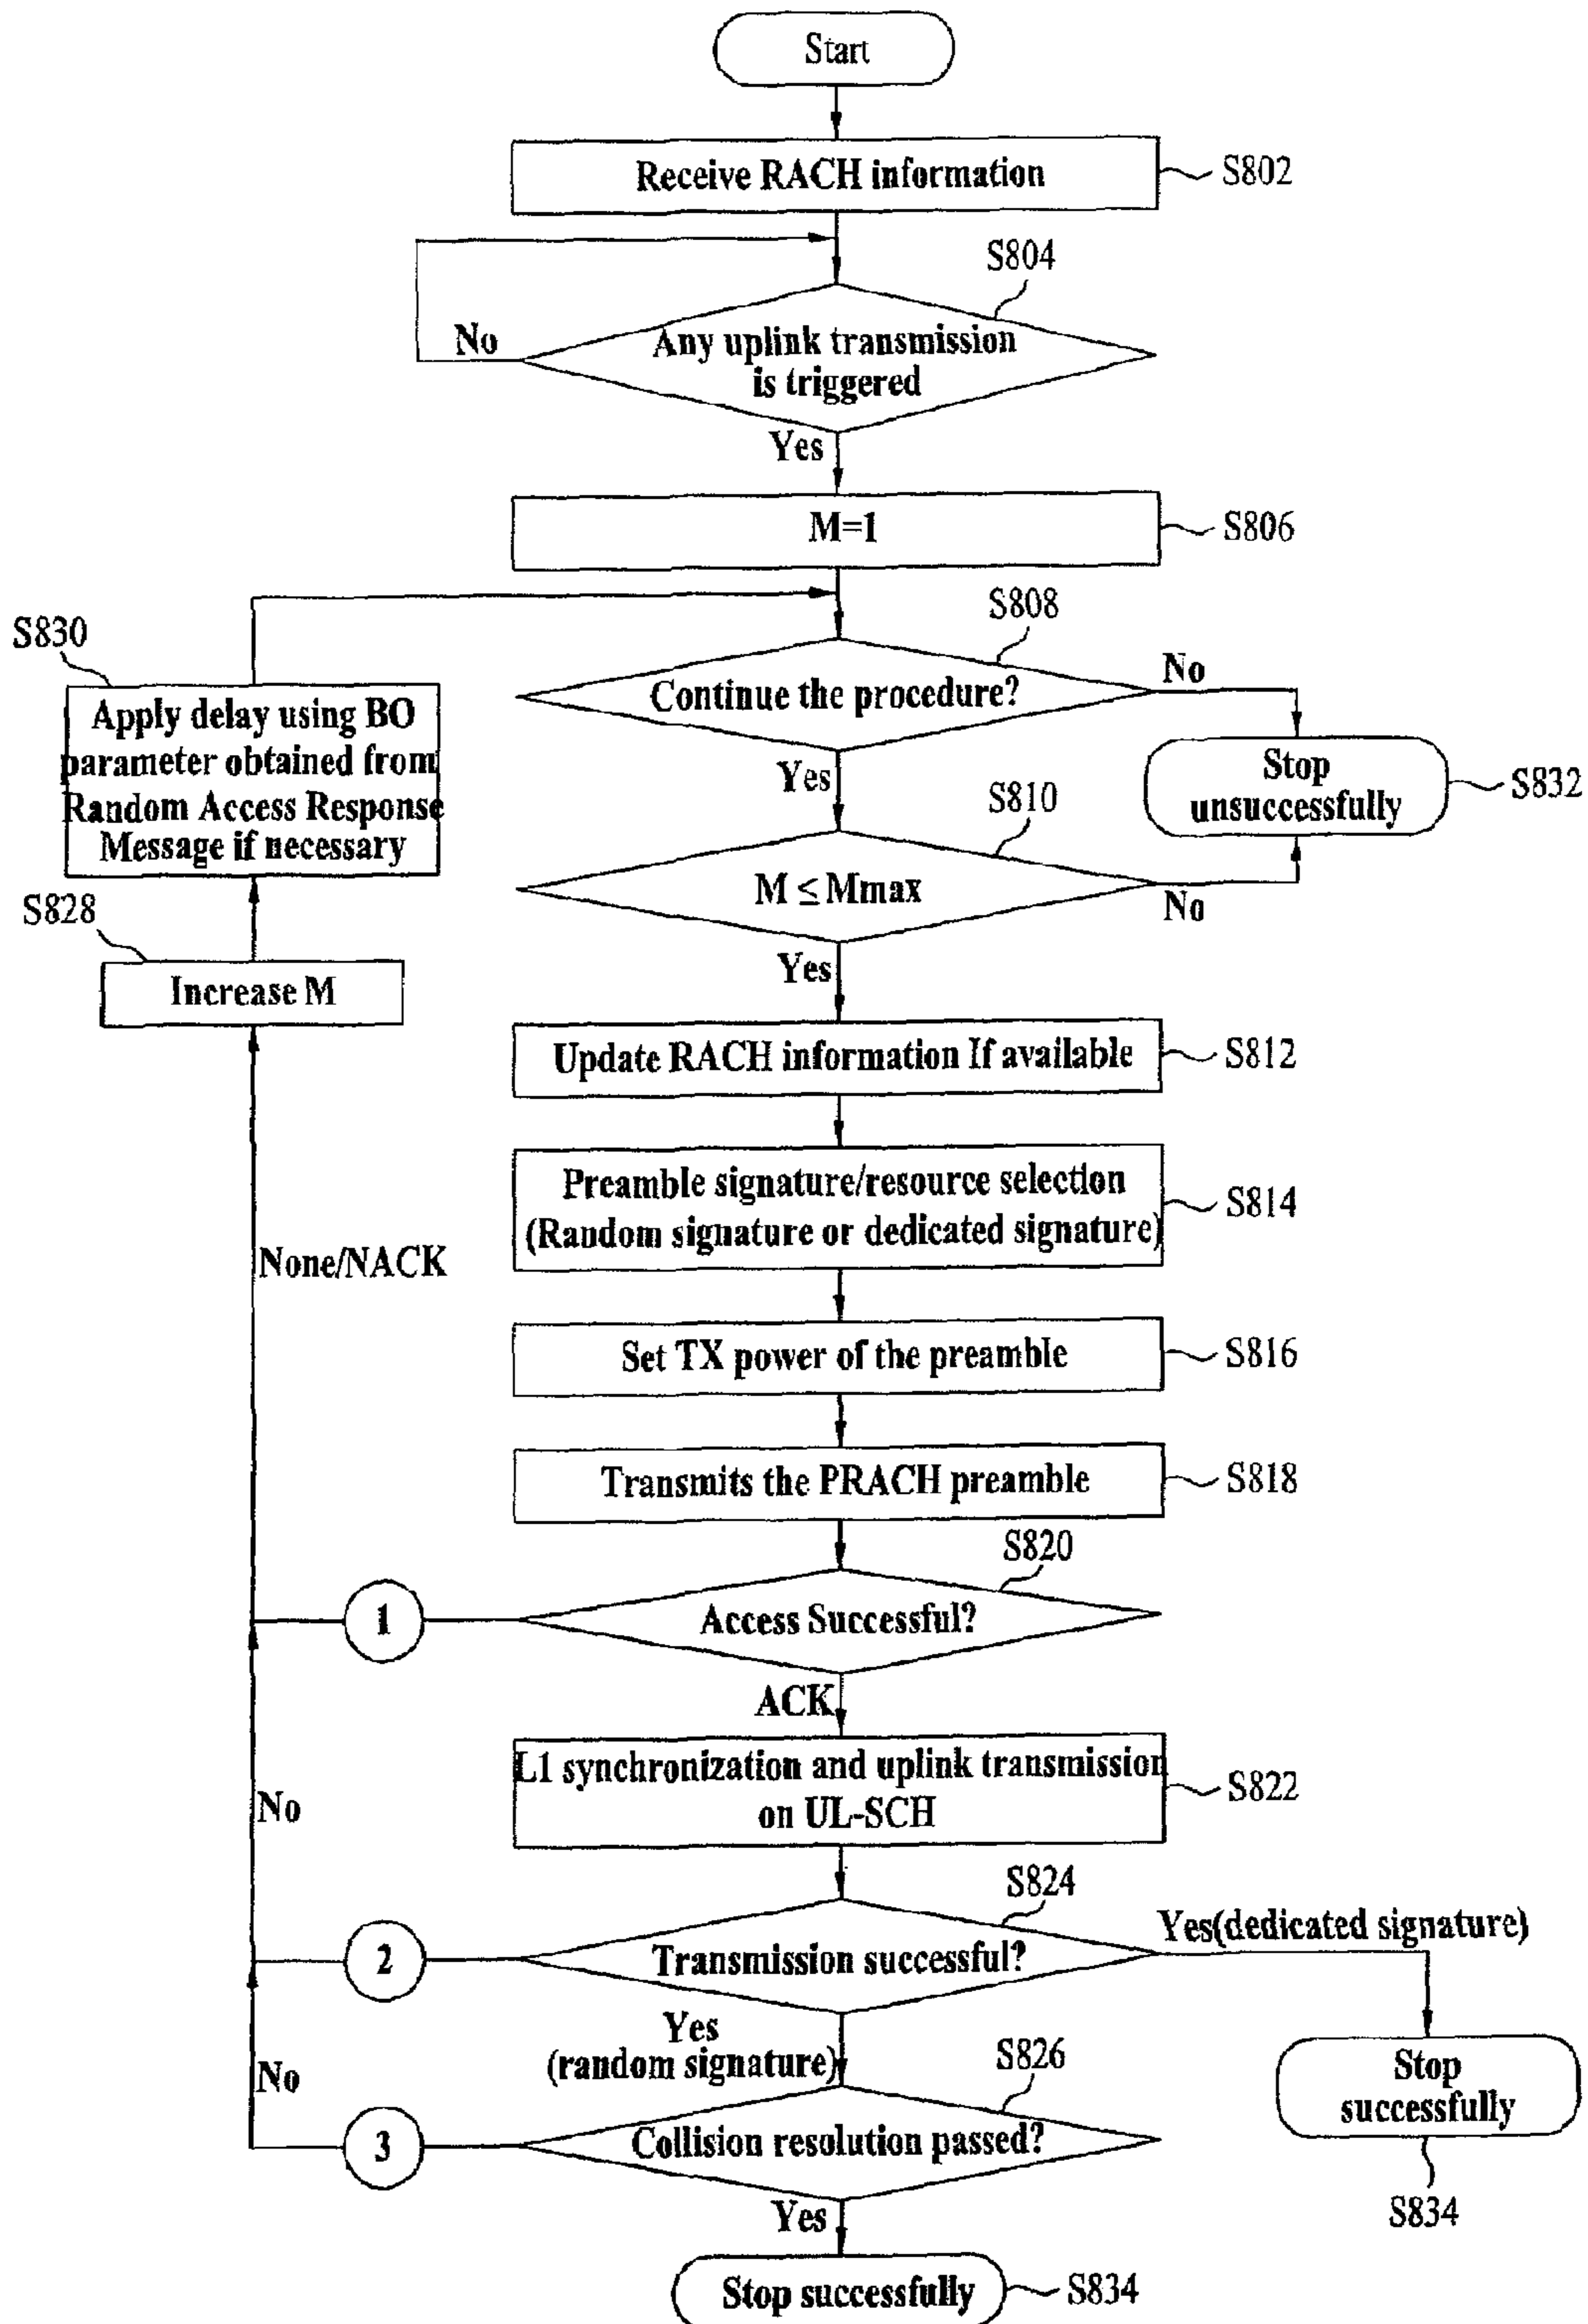 Start
Receive RACH information
S802
S804
No
Any uplink transmission
is triggered
Yes
M=1
S806
S808
S830
No
Continue the procedure?
Apply delay using BO
parameter obtained from
Random Access Response
Message if necessary
Stop
unsuccessfully
S832
Yes
S810
M ≤ Mmax
No
S828
Yes
Increase M
Update RACH information If available
S812
Preamble signature/resource selection
(Random signature or dedicated signature)
S814
None/NACK
Set TX power of the preamble
S816
Transmits the PRACH preamble
S818
S820
1
Access Successful?
ACK
L1 synchronization and uplink transmission
on UL-SCH
S822
No
S824
Yes(dedicated signature)
2
Transmission successful?
Yes
(random signature)
S826
No
Stop
successfully
3
Collision resolution passed?
S834
Yes
Stop successfully
S834